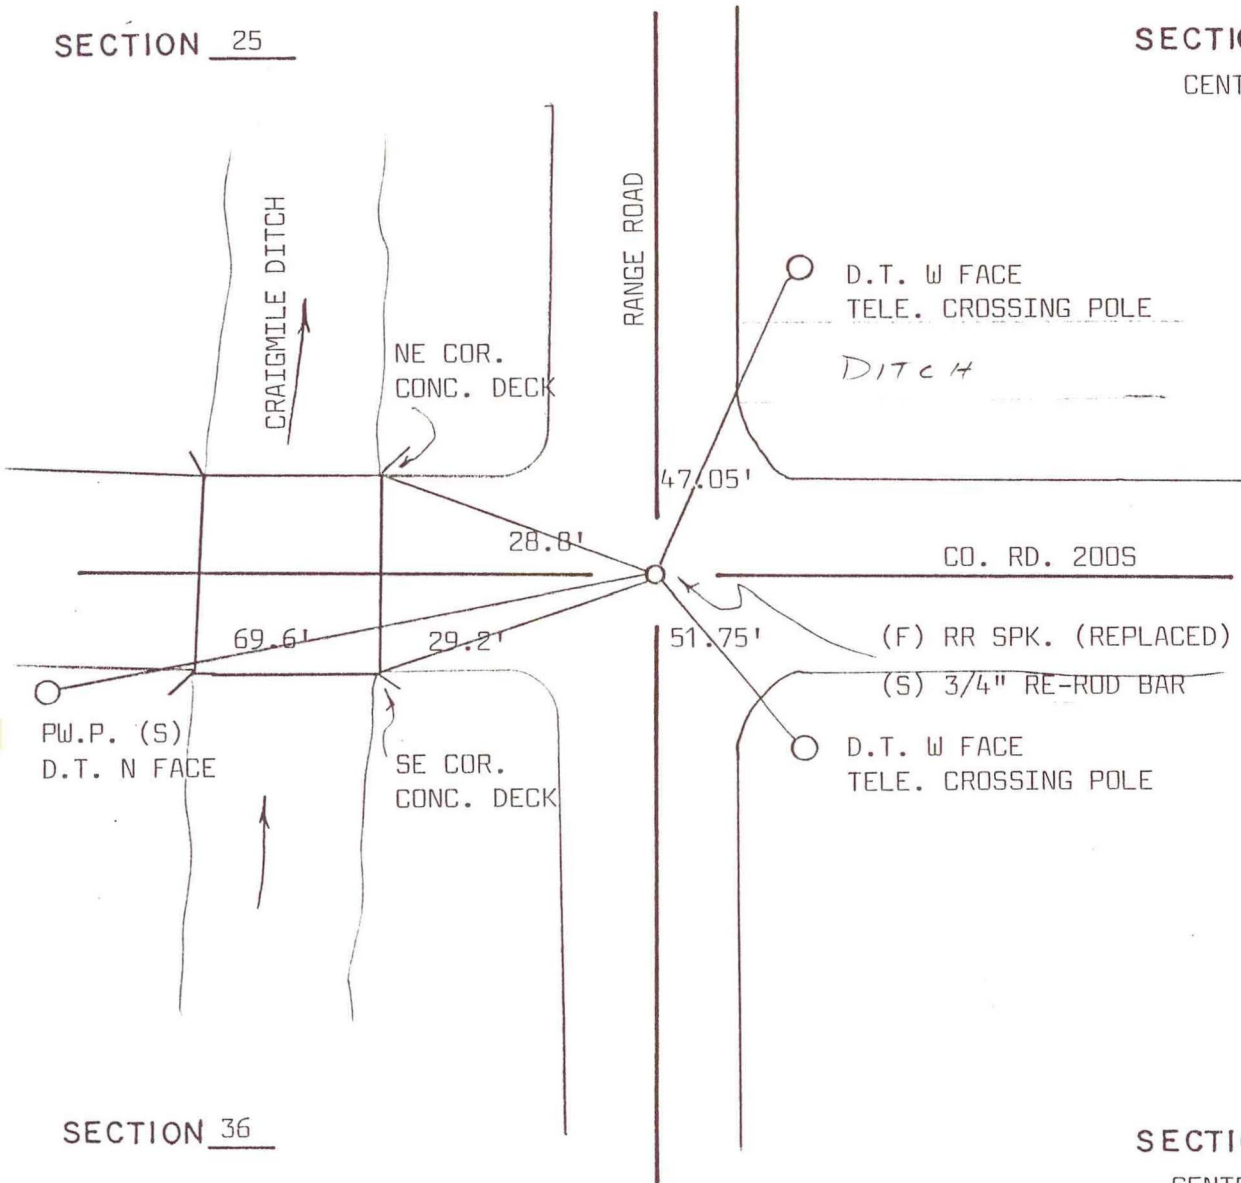 SECTION 25
SECTIO
CENT
RANGE ROAD
CRAIGMILE DITCH
D.T. W FACE
TELE. CROSSING POLE
DITCH
NE COR.
CONC. DECK
47.05'
28.8'
CO. RD. 200S
69.6'
29.2'
51.75'
(F) RR SPK. (REPLACED)
(S) 3/4" RE-ROD BAR
PW.P. (S)
D.T. N FACE
SE COR.
CONC. DECK
D.T. W FACE
TELE. CROSSING POLE
SECTION 36
SECTIO